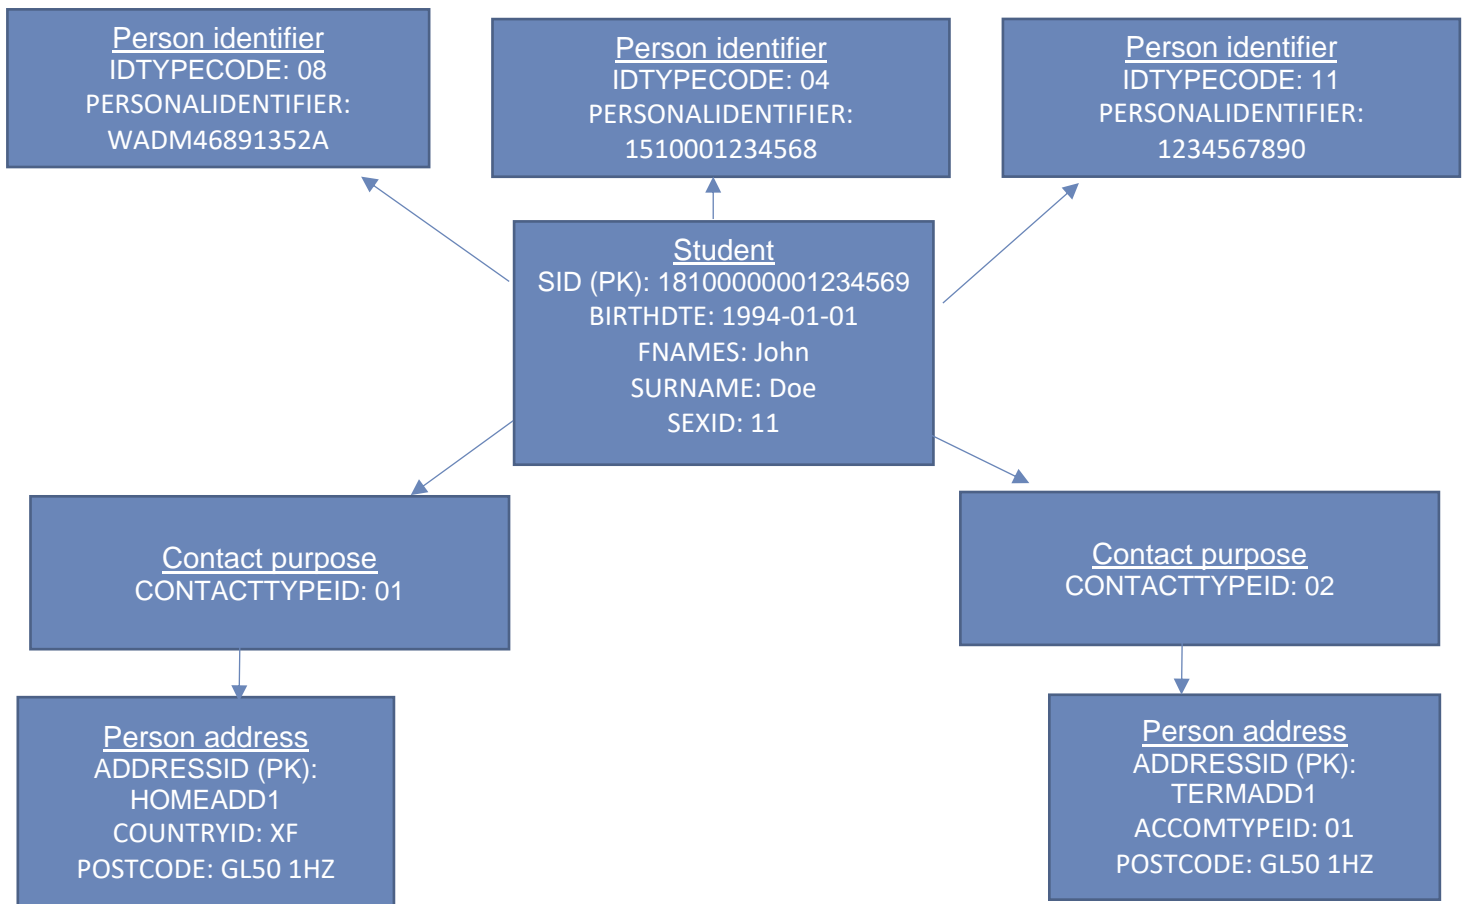 Person identifier
IDTYPECODE: 08
PERSONALIDENTIFIER:
WADM46891352A
Person identifier
IDTYPECODE: 04
PERSONALIDENTIFIER:
1510001234568
Person identifier
IDTYPECODE: 11
PERSONALIDENTIFIER:
1234567890
Student
SID (PK): 18100000001234569
BIRTHDTE: 1994-01-01
FNAMES: John
SURNAME: Doe
SEXID: 11
Contact purpose
CONTACTTYPEID: 01
Contact purpose
CONTACTTYPEID: 02
Person address
ADDRESSID (PK):
HOMEADD1
COUNTRYID: XF
POSTCODE: GL50 1HZ
Person address
ADDRESSID (PK):
TERMADD1
ACCOMTYPEID: 01
POSTCODE: GL50 1HZ